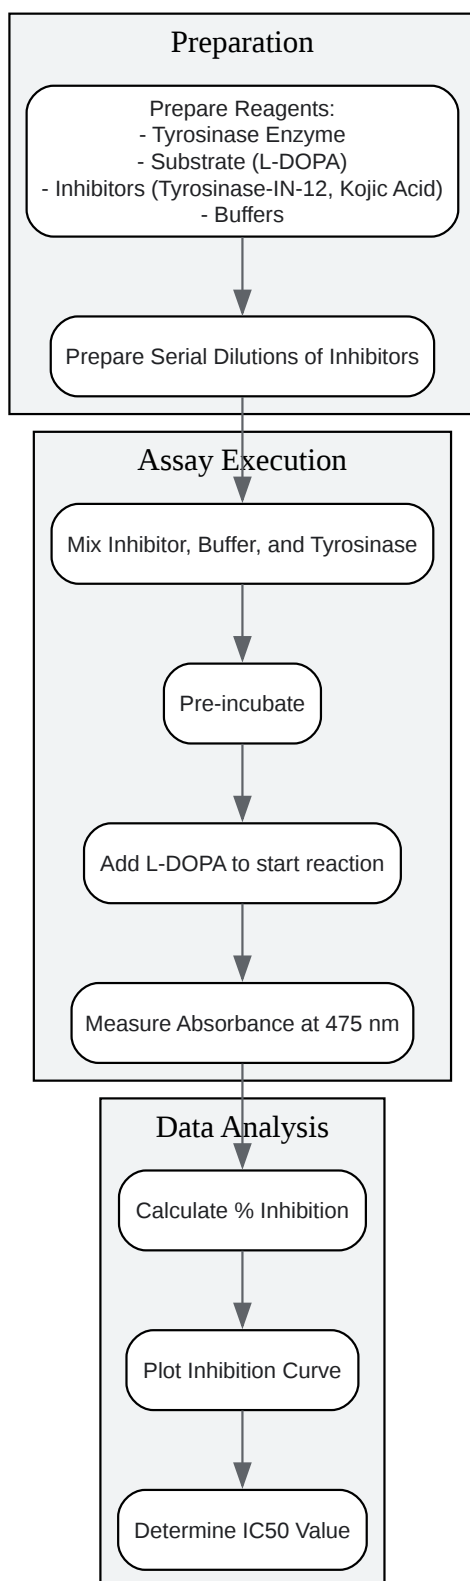 Preparation
Prepare Reagents:
- Tyrosinase Enzyme
- Substrate (L-DOPA)
- Inhibitors (Tyrosinase-IN-12, Kojic Acid)
- Buffers
Prepare Serial Dilutions of Inhibitors
Assay Execution
Mix Inhibitor, Buffer, and Tyrosinase
Pre-incubate
Add L-DOPA to start reaction
Measure Absorbance at 475 nm
Data Analysis
Calculate % Inhibition
Plot Inhibition Curve
Determine IC50 Value